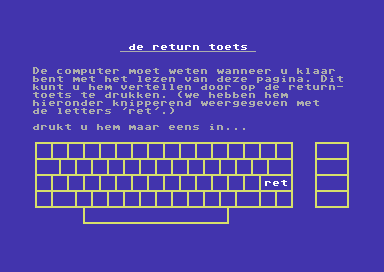 de return toets
De computer moet weten wanneer u klaar
bent met het lezen van deze pagina. Dit
kunt u hem vertellen door op de return-
toets te drukken. (we hebben hem
hieronder knipperend weergegeven met
de letters 'ret'.)
drukt u hem maar eens in...
ret